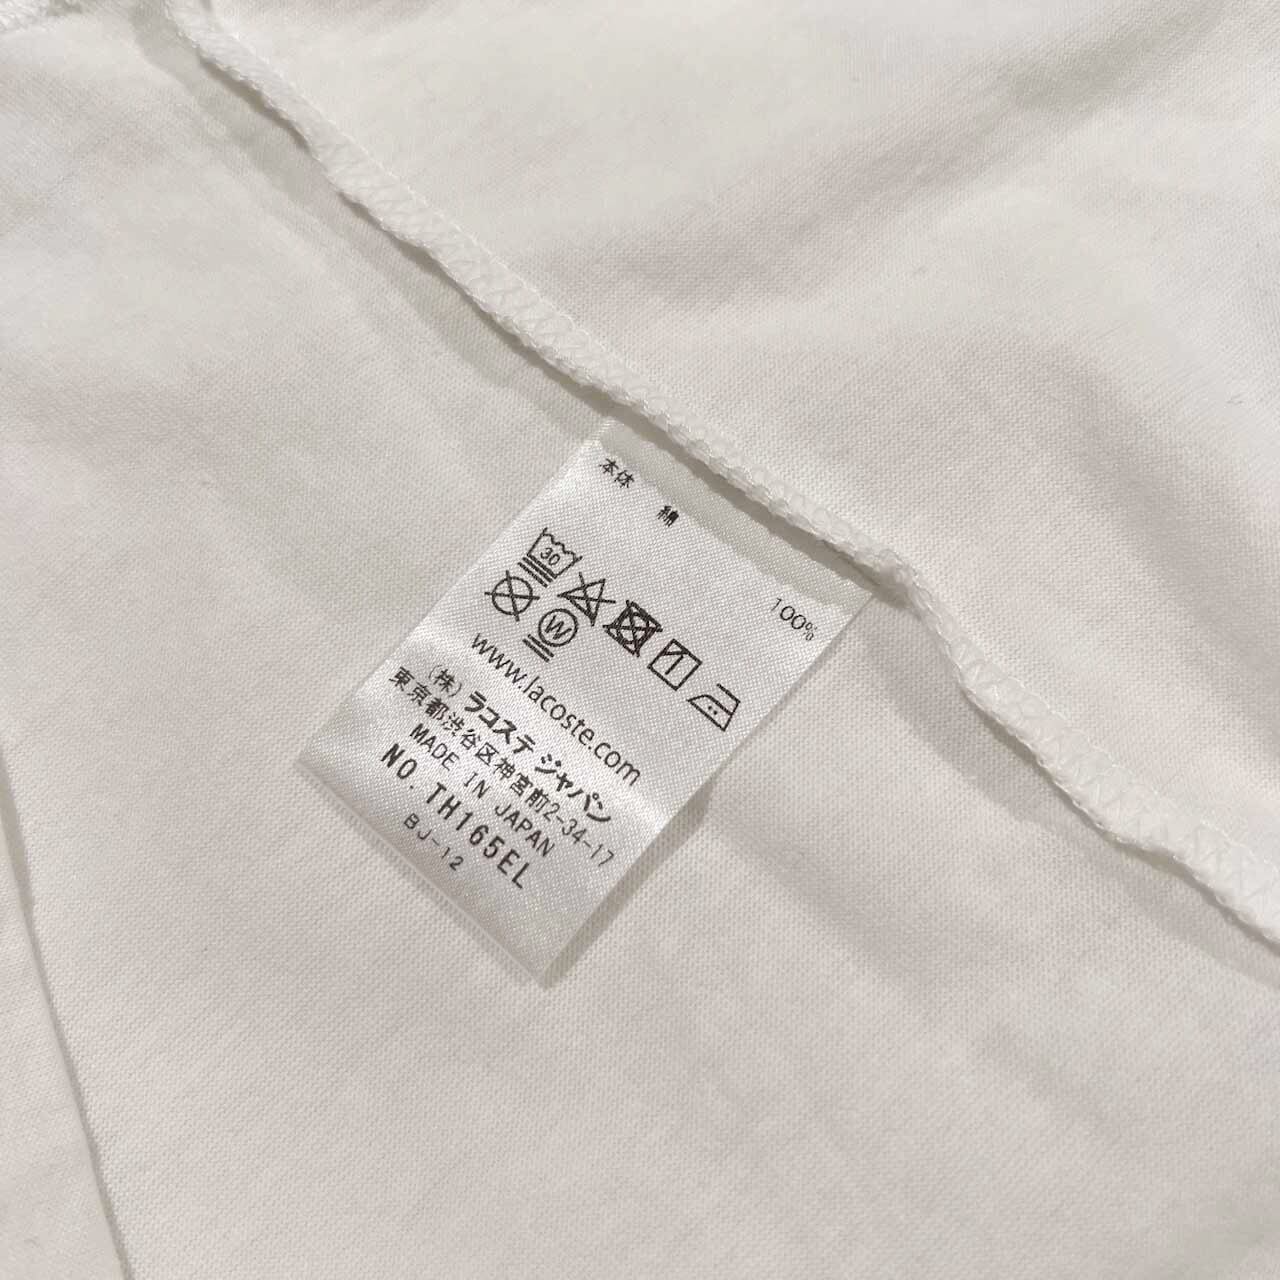 本体 綿 100%
30
W
www.lacoste.com
(株) ラコステ ジャパン
東京都渋谷区神宮前2-34-17
MADE IN JAPAN
NO. TH165EL
BJ-12